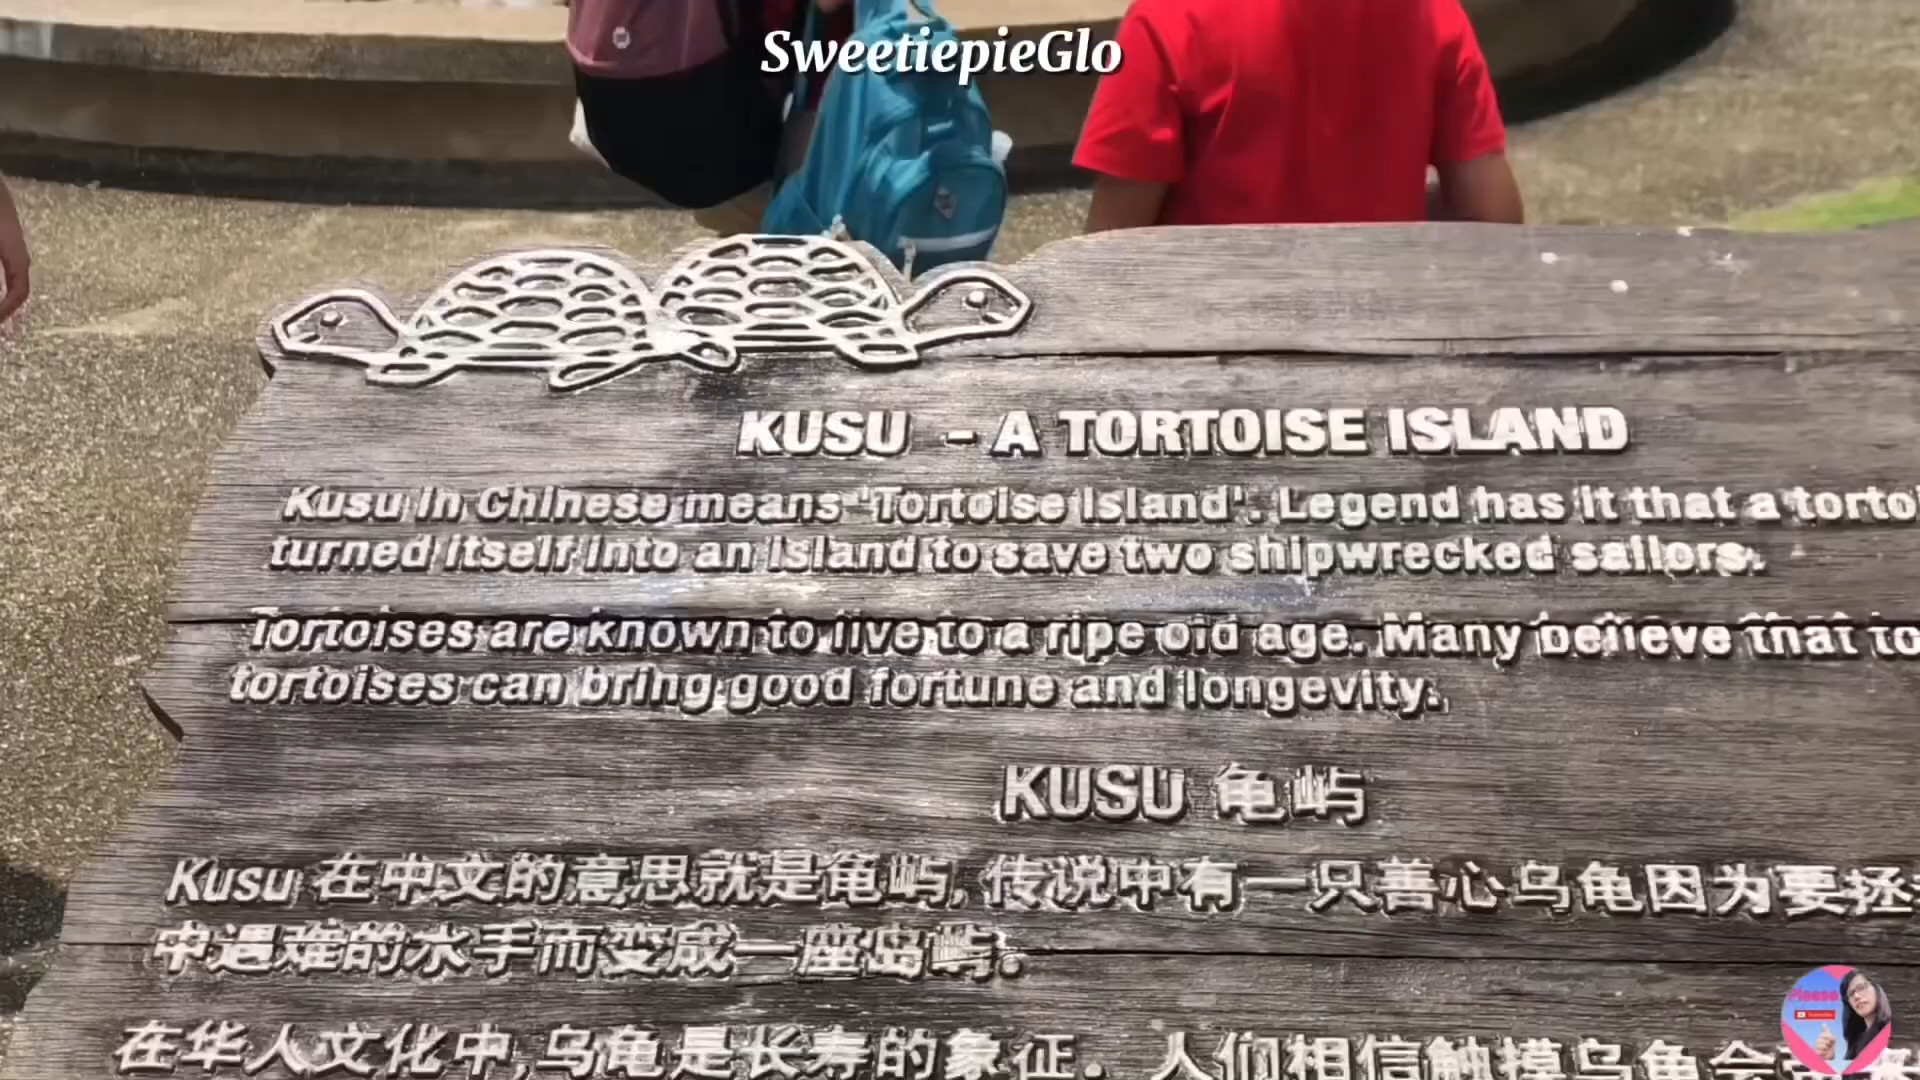 SweetiepieGlo
KUSU - A TORTOISE ISLAND
Kusu in Chinese means 'Tortoise Island'. Legend has it that a
turned itself into an island to save two shipwrecked sailors.
Tortoises are known to live to a ripe old age. Many believe that
tortoises can bring good fortune and longevity.
KUSU 龟屿
Kusu 在中文的意思就是龟屿, 传说中有一只善心乌龟因为要拯
中遇难的水手而变成一座岛屿.
在华人文化中,乌龟是长寿的象征. 人们相信触摸乌龟会
Please